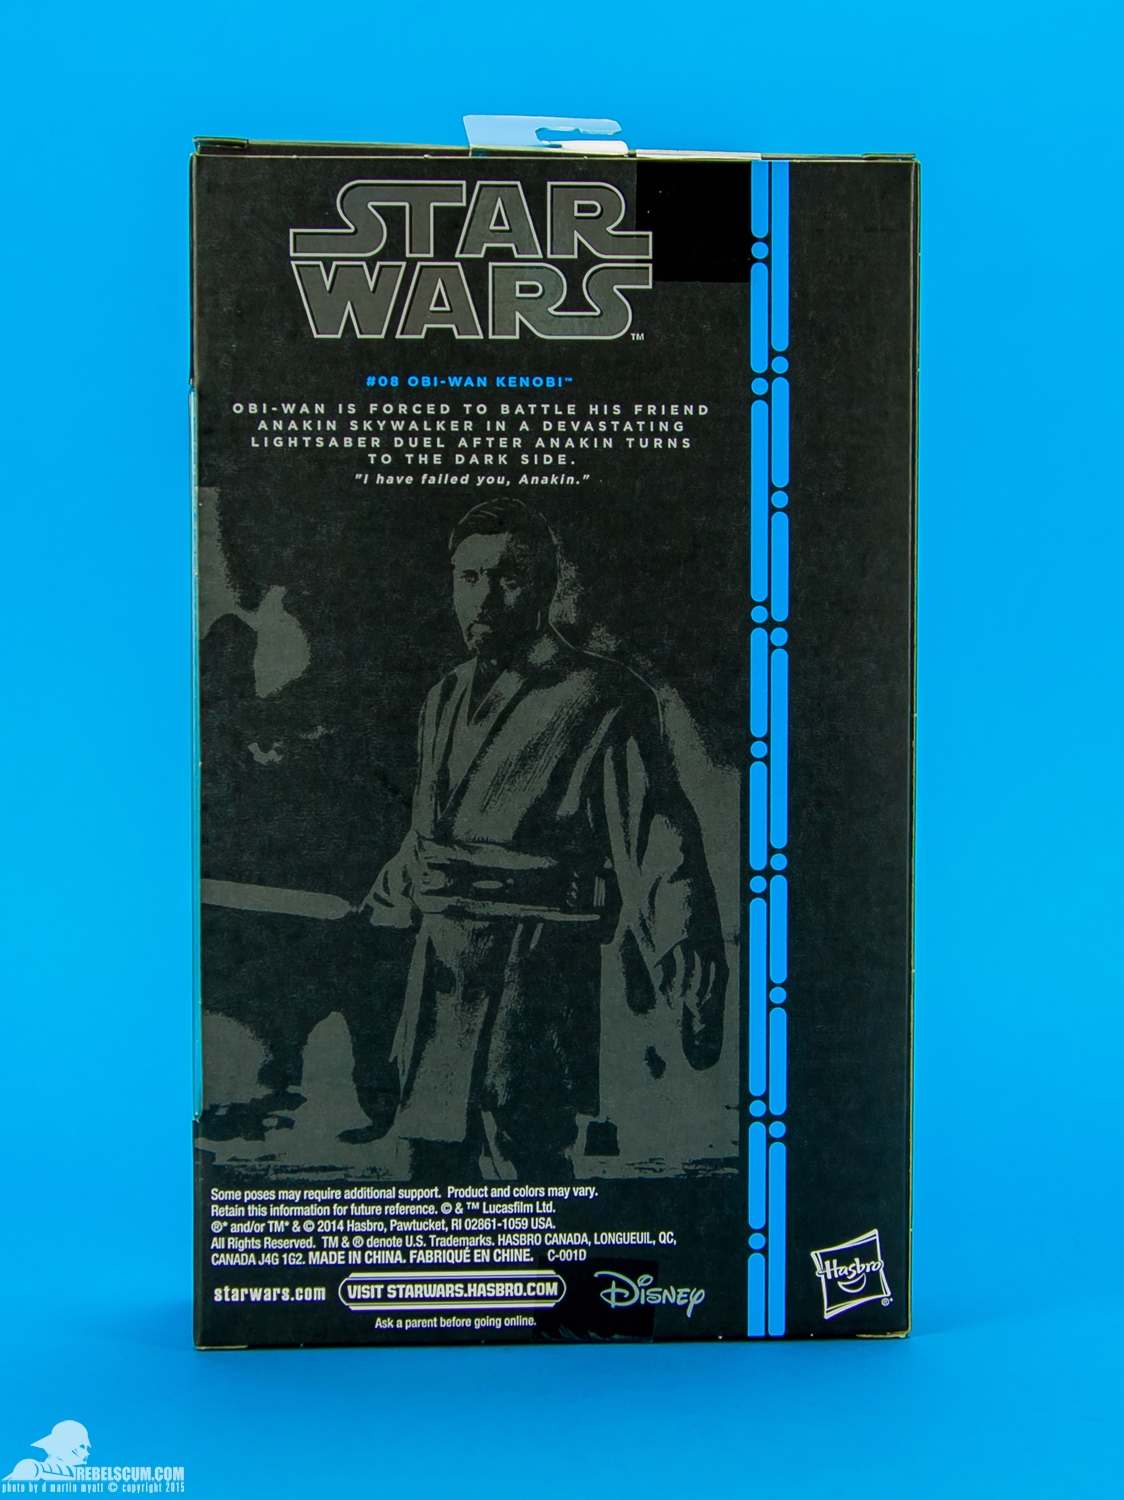 STAR
WARS™
#08 OBI-WAN KENOBI™
OBI-WAN IS FORCED TO BATTLE HIS FRIEND
ANAKIN SKYWALKER IN A DEVASTATING
LIGHTSABER DUEL AFTER ANAKIN TURNS
TO THE DARK SIDE.
"I have failed you, Anakin."
Some poses may require additional support. Product and colors may vary.
Retain this information for future reference. © & ™ Lucasfilm Ltd.
®* and/or TM* & © 2014 Hasbro, Pawtucket, RI 02861-1059 USA.
All Rights Reserved. TM & ® denote U.S. Trademarks. HASBRO CANADA, LONGUEUIL, QC,
CANADA J4G 1G2. MADE IN CHINA. FABRIQUÉ EN CHINE. C-001D
starwars.com VISIT STARWARS.HASBRO.COM Disney Hasbro®*
Ask a parent before going online.
REBELSCUM.COM
photo by d martin myatt © copyright 2015